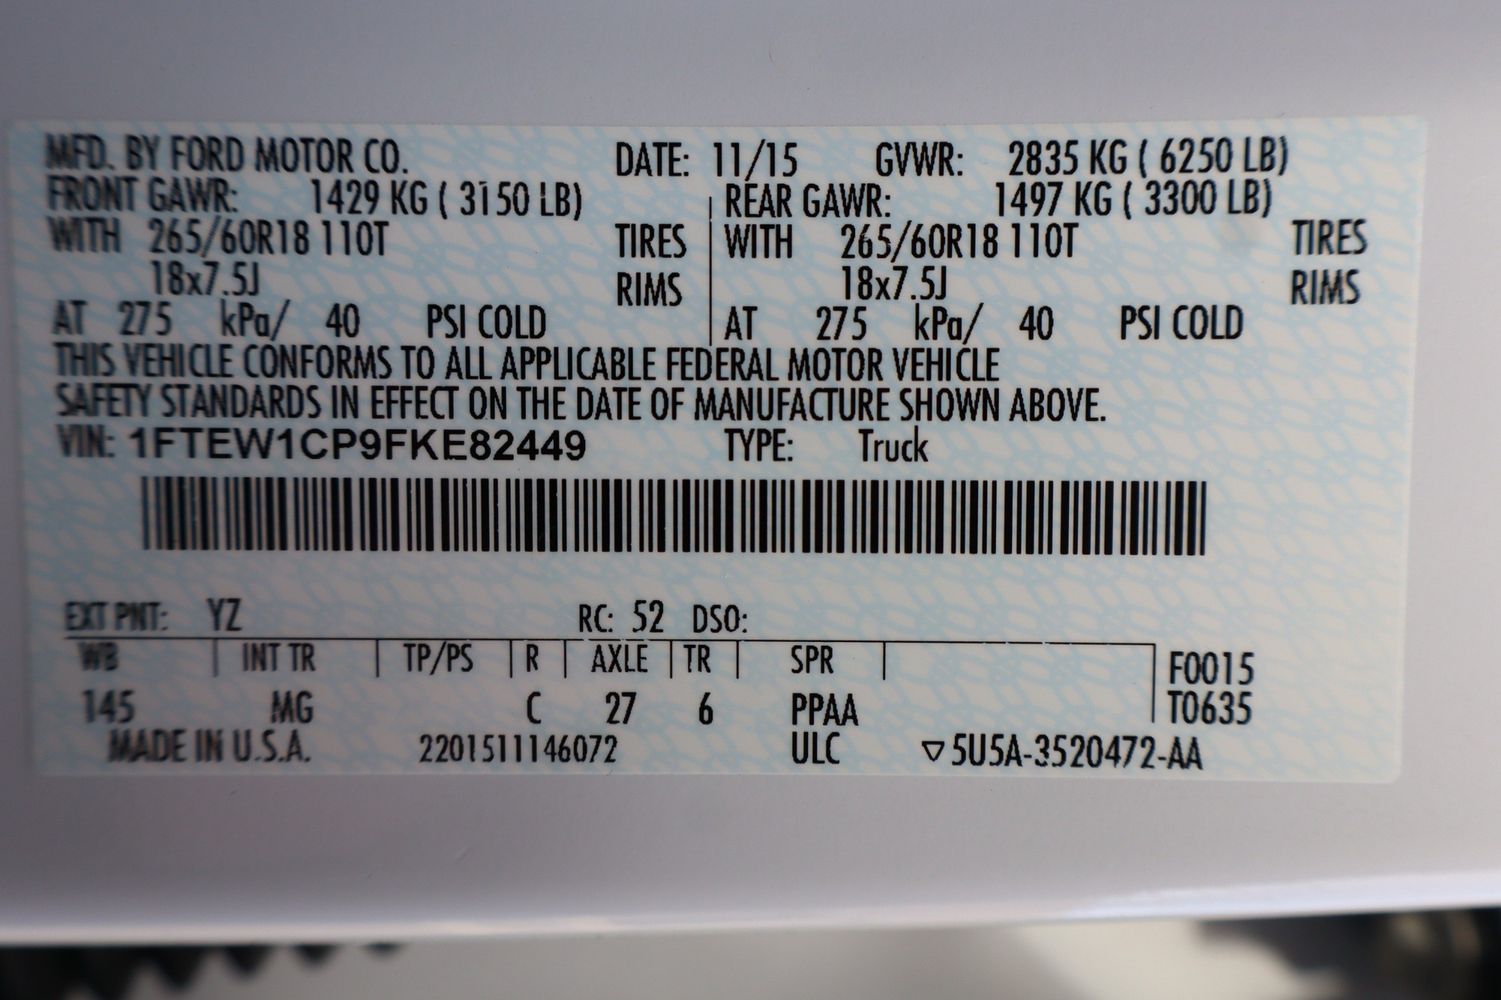 MFD. BY FORD MOTOR CO. DATE: 11/15 GVWR: 2835 KG ( 6250 LB)
FRONT GAWR: 1429 KG ( 3150 LB) REAR GAWR: 1497 KG ( 3300 LB)
WITH 265/60R18 110T TIRES WITH 265/60R18 110T TIRES
18x7.5J RIMS 18x7.5J RIMS
AT 275 kPa/ 40 PSI COLD AT 275 kPa/ 40 PSI COLD
THIS VEHICLE CONFORMS TO ALL APPLICABLE FEDERAL MOTOR VEHICLE
SAFETY STANDARDS IN EFFECT ON THE DATE OF MANUFACTURE SHOWN ABOVE.
VIN: 1FTEW1CP9FKE82449 TYPE: Truck
EXT PNT: YZ RC: 52 DSO:
WB INT TR TP/PS R AXLE TR SPR F0015
145 MG C 27 6 PPAA T0635
MADE IN U.S.A. 2201511146072 ULC ▽5U5A-3520472-AA